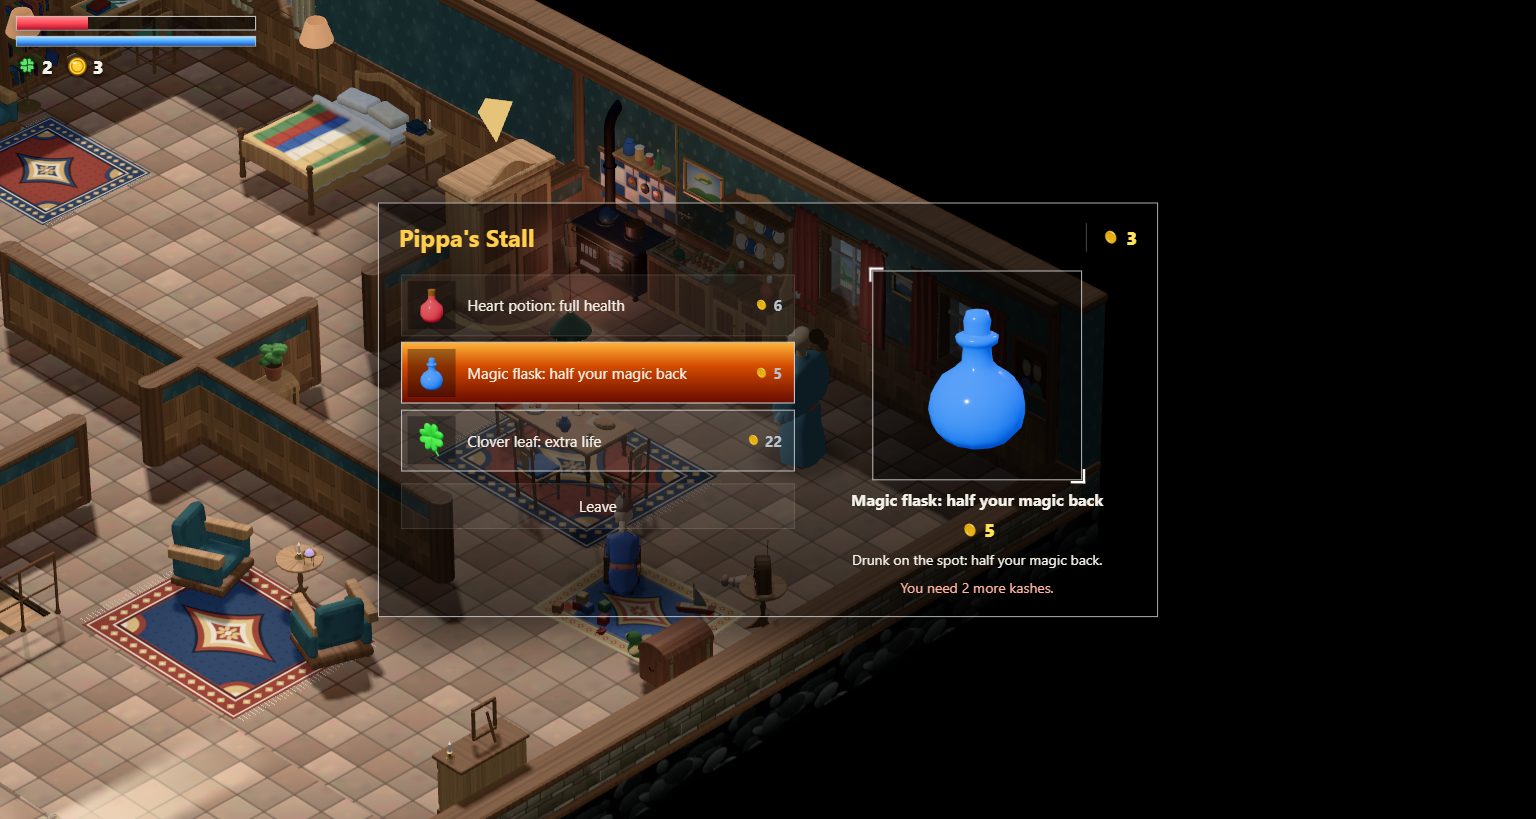 2 3
Pippa's Stall
3
Heart potion: full health 6
Magic flask: half your magic back 5
Clover leaf: extra life 22
Leave
Magic flask: half your magic back
5
Drunk on the spot: half your magic back.
You need 2 more kashes.